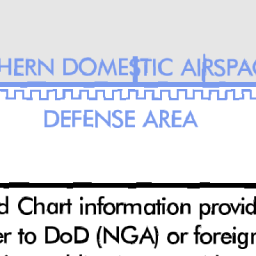 HERN DOMESTIC AIRSPAC
DEFENSE AREA
d Chart information provid
er to DoD (NGA) or foreign